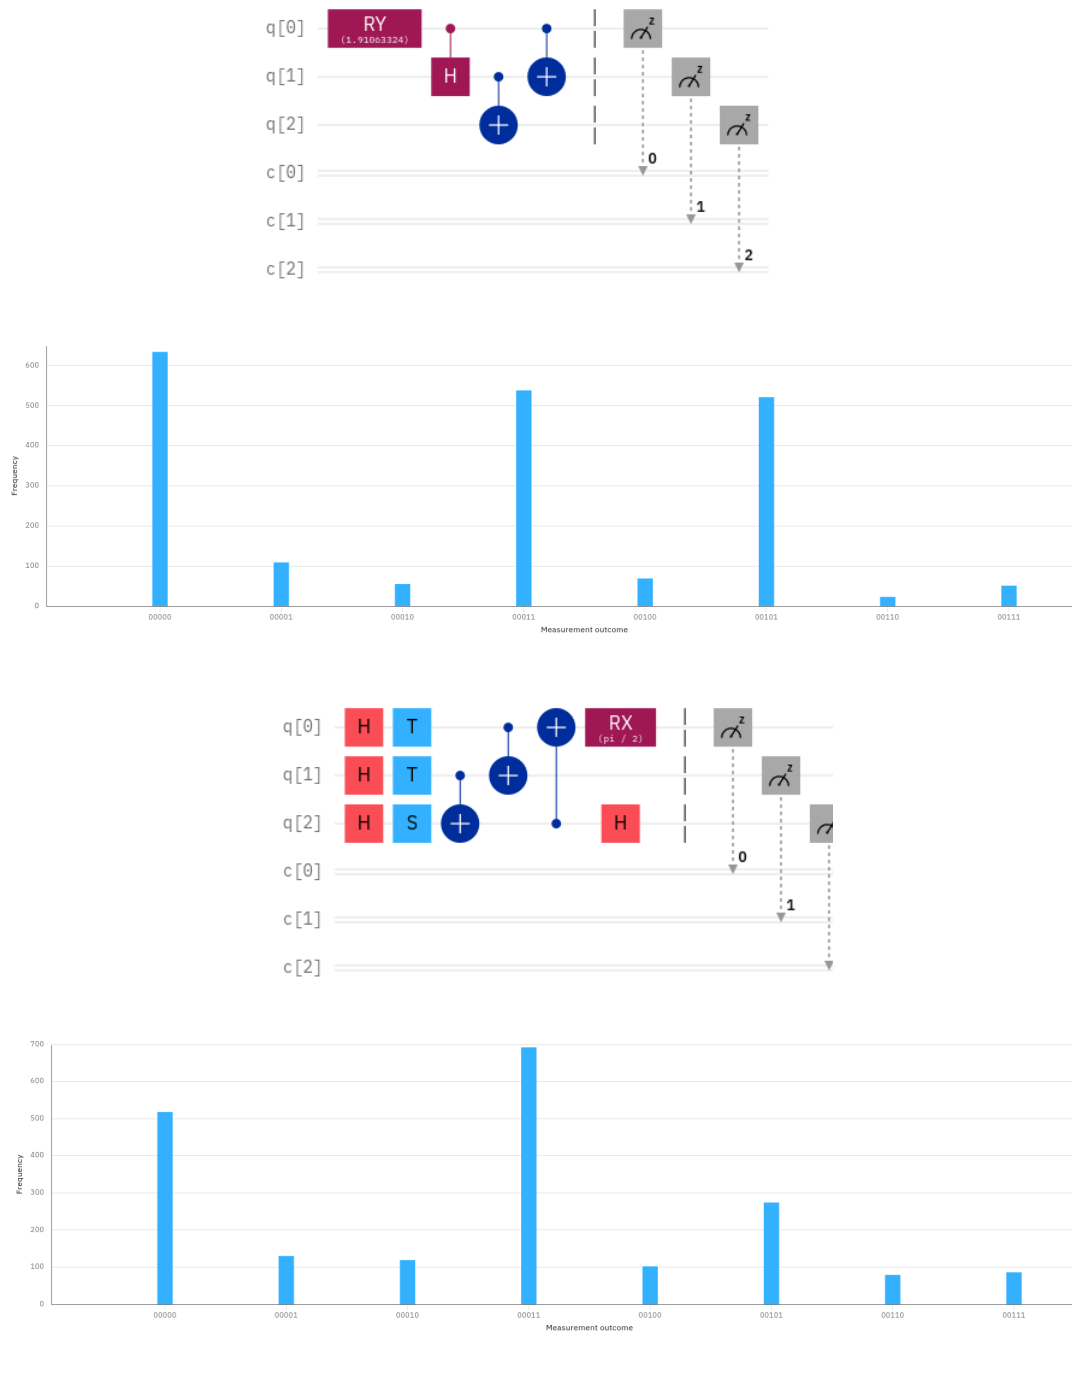 q[0] RY z
(1.91063324)
q[1] H z
q[2] z
c[0] 0
c[1] 1
c[2] 2
600
500
400
300
200
100
0
Frequency
00000 00001 00010 00011 00100 00101 00110 00111
Measurement outcome
q[0] H T RX z
(pi / 2)
q[1] H T z
q[2] H S H
c[0] 0
c[1] 1
c[2]
700
600
500
400
300
200
100
0
Frequency
00000 00001 00010 00011 00100 00101 00110 00111
Measurement outcome